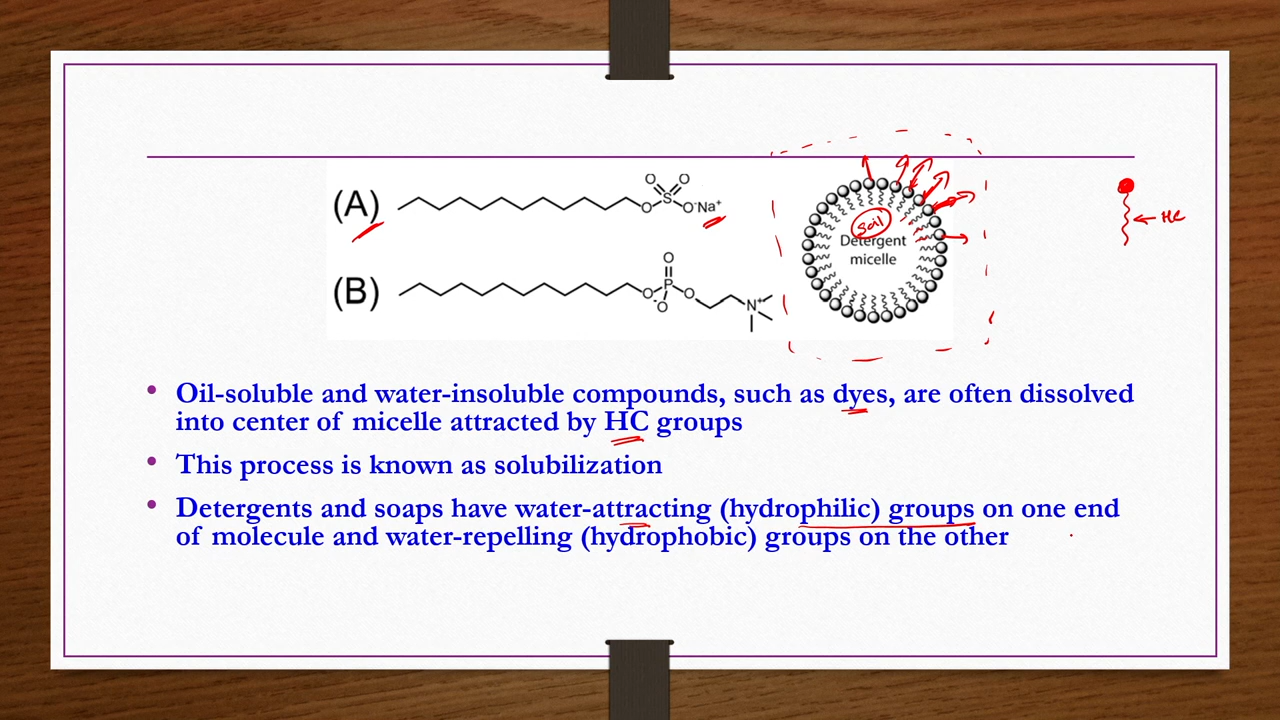 (A)
O O
S
O O⁻Na⁺
soil
Detergent
micelle
HC
(B)
O
O P O
⁻O
N⁺
• Oil-soluble and water-insoluble compounds, such as dyes, are often dissolved
into center of micelle attracted by HC groups
• This process is known as solubilization
• Detergents and soaps have water-attracting (hydrophilic) groups on one end
of molecule and water-repelling (hydrophobic) groups on the other